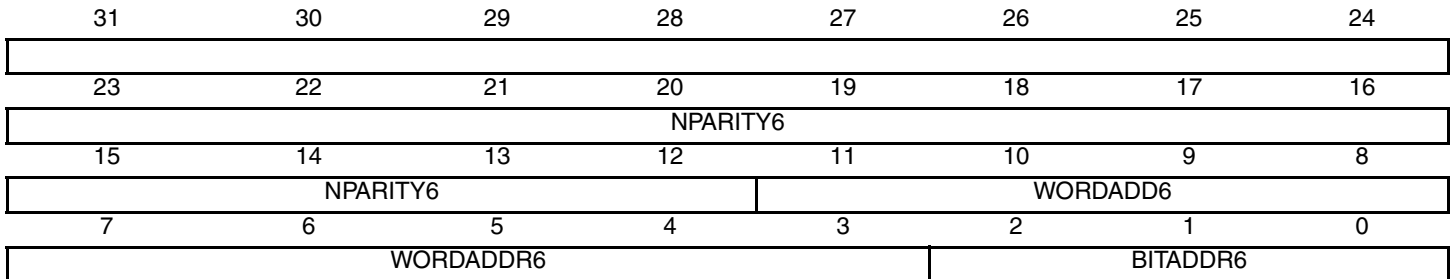 31 30 29 28 27 26 25 24
23 22 21 20 19 18 17 16
NPARITY6
15 14 13 12 11 10 9 8
NPARITY6 WORDADD6
7 6 5 4 3 2 1 0
WORDADDR6 BITADDR6